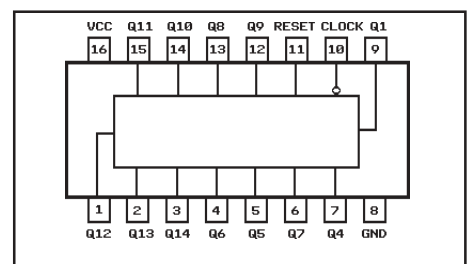 VCC Q11 Q10 Q8 Q9 RESET CLOCK Q1
16 15 14 13 12 11 10 9
1 2 3 4 5 6 7 8
Q12 Q13 Q14 Q6 Q5 Q7 Q4 GND